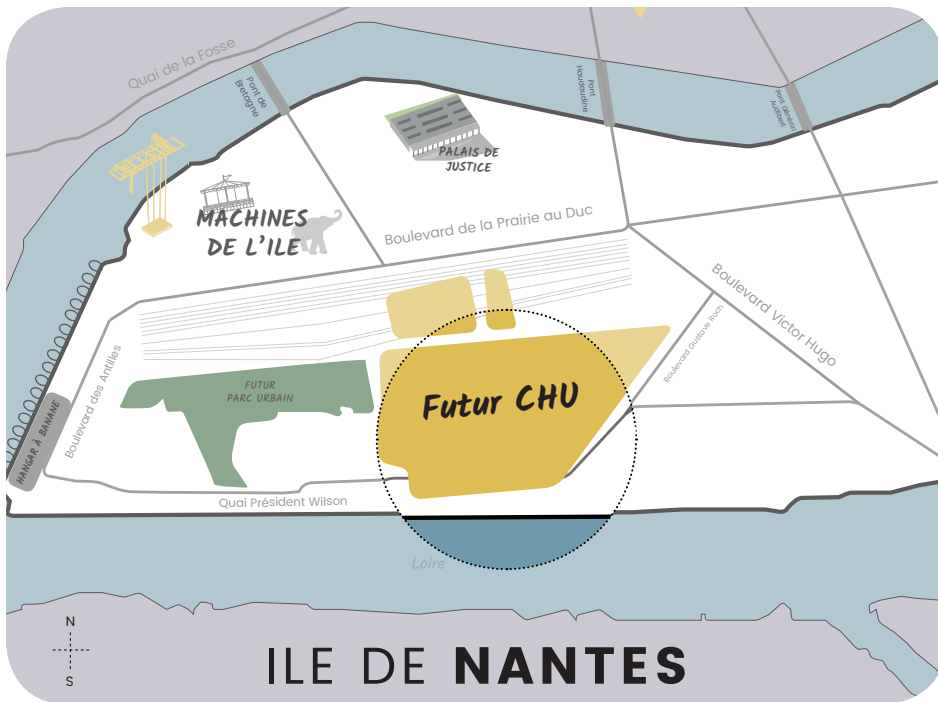 Quai de la Fosse
Pont de
Bretagne
Pont
Haudaudine
Pont Général
Audibert
PALAIS DE
JUSTICE
MACHINES
DE L'ILE
Boulevard de la Prairie au Duc
Boulevard Victor Hugo
Boulevard Gustave Roch
Boulevard des Antilles
FUTUR
PARC URBAIN
Futur CHU
HANGAR À BANANE
Quai Président Wilson
Loire
N
S
ILE DE NANTES